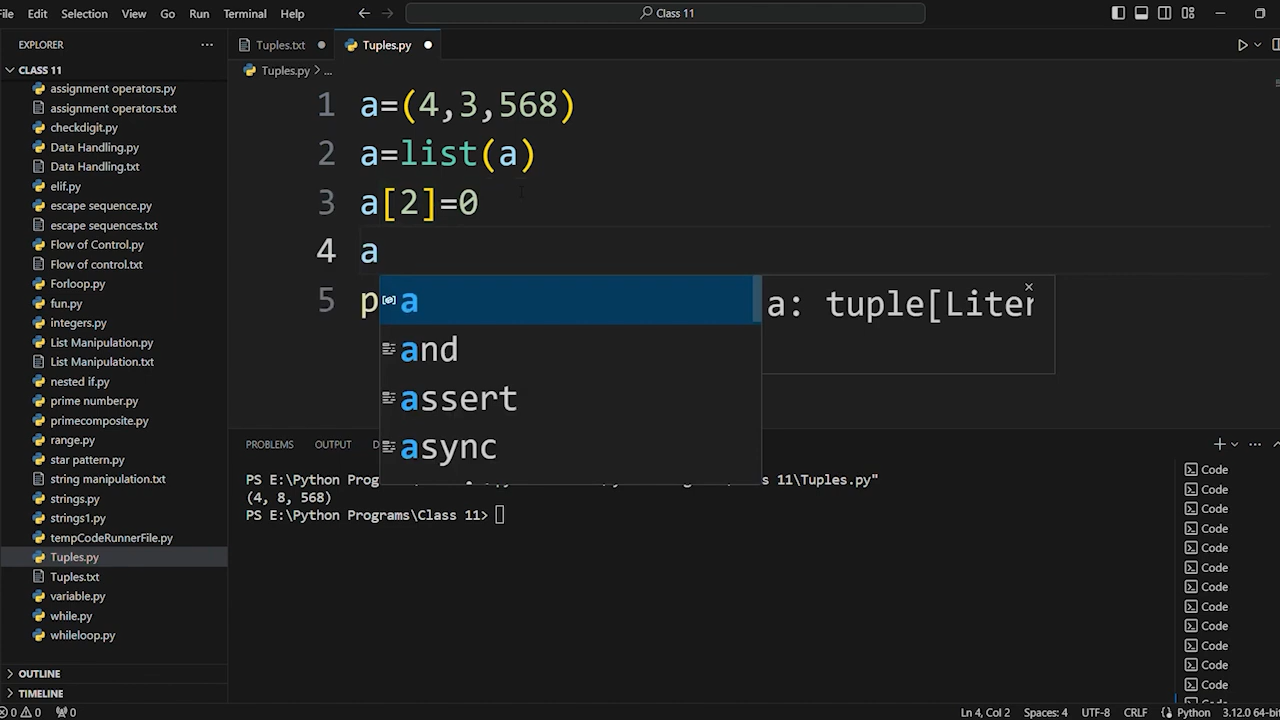 File Edit Selection View Go Run Terminal Help
Class 11
EXPLORER
CLASS 11
assignment operators.py
assignment operators.txt
checkdigit.py
Data Handling.py
Data Handling.txt
elif.py
escape sequence.py
escape sequences.txt
Flow of Control.py
Flow of control.txt
Forloop.py
fun.py
integers.py
List Manipulation.py
List Manipulation.txt
nested if.py
prime number.py
primecomposite.py
range.py
star pattern.py
string manipulation.txt
strings.py
strings1.py
tempCodeRunnerFile.py
Tuples.py
Tuples.txt
variable.py
while.py
whileloop.py
OUTLINE
TIMELINE
Tuples.txt Tuples.py
Tuples.py > ...
1 a=(4,3,568)
2 a=list(a)
3 a[2]=0
4 a
5 p
a
and
assert
async
a: tuple[Liter
PROBLEMS OUTPUT D
PS E:\Python Prog 11\Tuples.py"
(4, 8, 568)
PS E:\Python Programs\Class 11>
Code
Code
Code
Code
Code
Code
Code
Code
Code
Code
Code
Code
0 0 0 Ln 4, Col 2 Spaces: 4 UTF-8 CRLF Python 3.12.0 64-bit